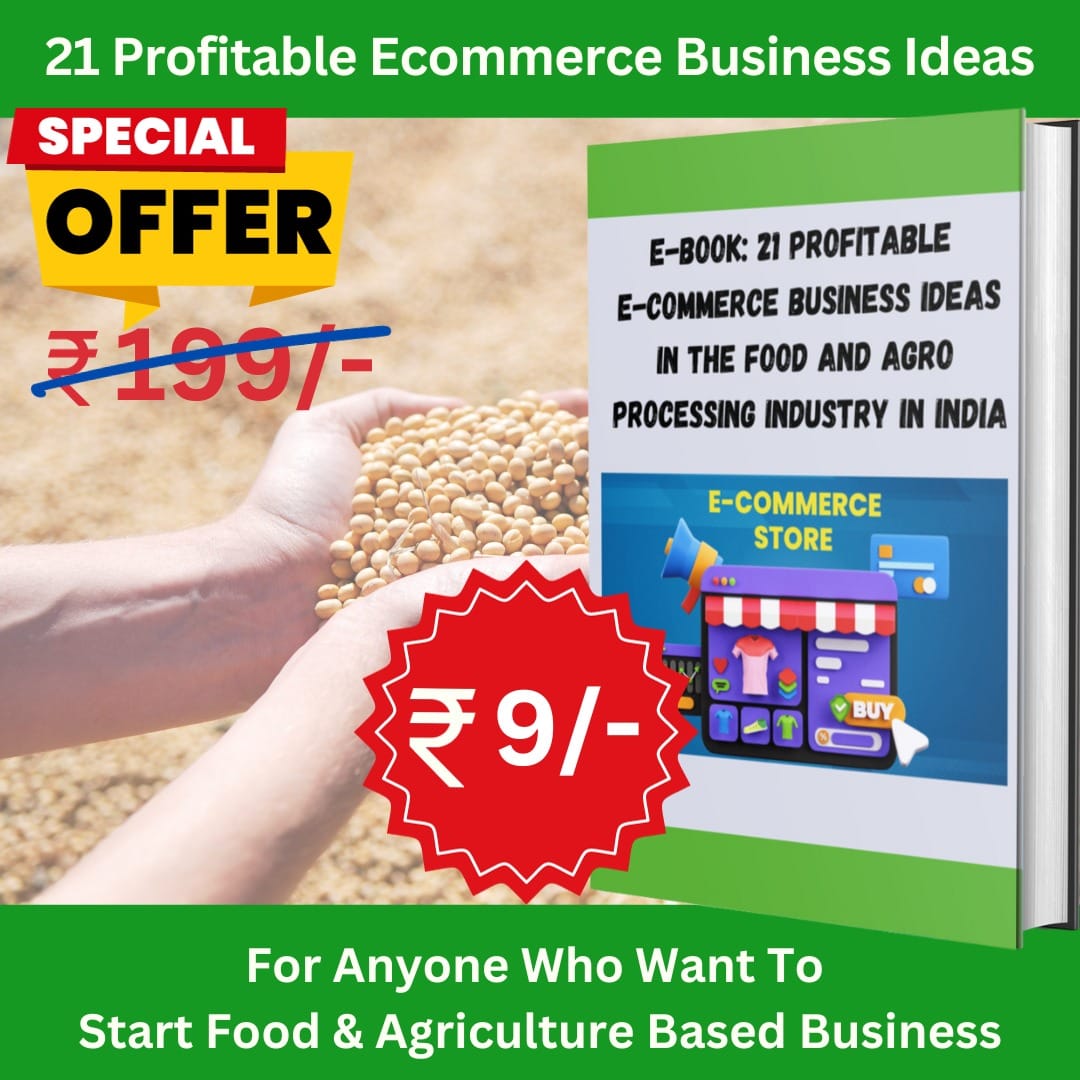 21 Profitable Ecommerce Business Ideas
SPECIAL
OFFER
₹199/-
E-BOOK: 21 PROFITABLE
E-COMMERCE BUSINESS IDEAS
IN THE FOOD AND AGRO
PROCESSING INDUSTRY IN INDIA
E-COMMERCE
STORE
BUY
₹9/-
For Anyone Who Want To
Start Food & Agriculture Based Business